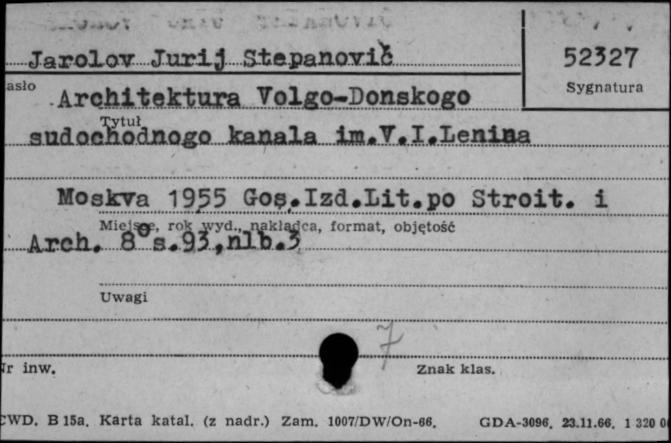 Jarolov Jurij Stepanovič
52327
Sygnatura
asło
Architektura Volgo-Donskogo
Tytuł
sudochodnogo kanala im.V.I.Lenina
Moskva 1955 Gos.Izd.Lit.po Stroit. i
Miejsce, rok wyd., nakładca, format, objętość
Arch. 8° s.93,nlb.3
Uwagi
7
Nr inw.
Znak klas.
CWD. B 15a. Karta katal. (z nadr.) Zam. 1007/DW/On-66. GDA-3096. 23.11.66. 1 320 0